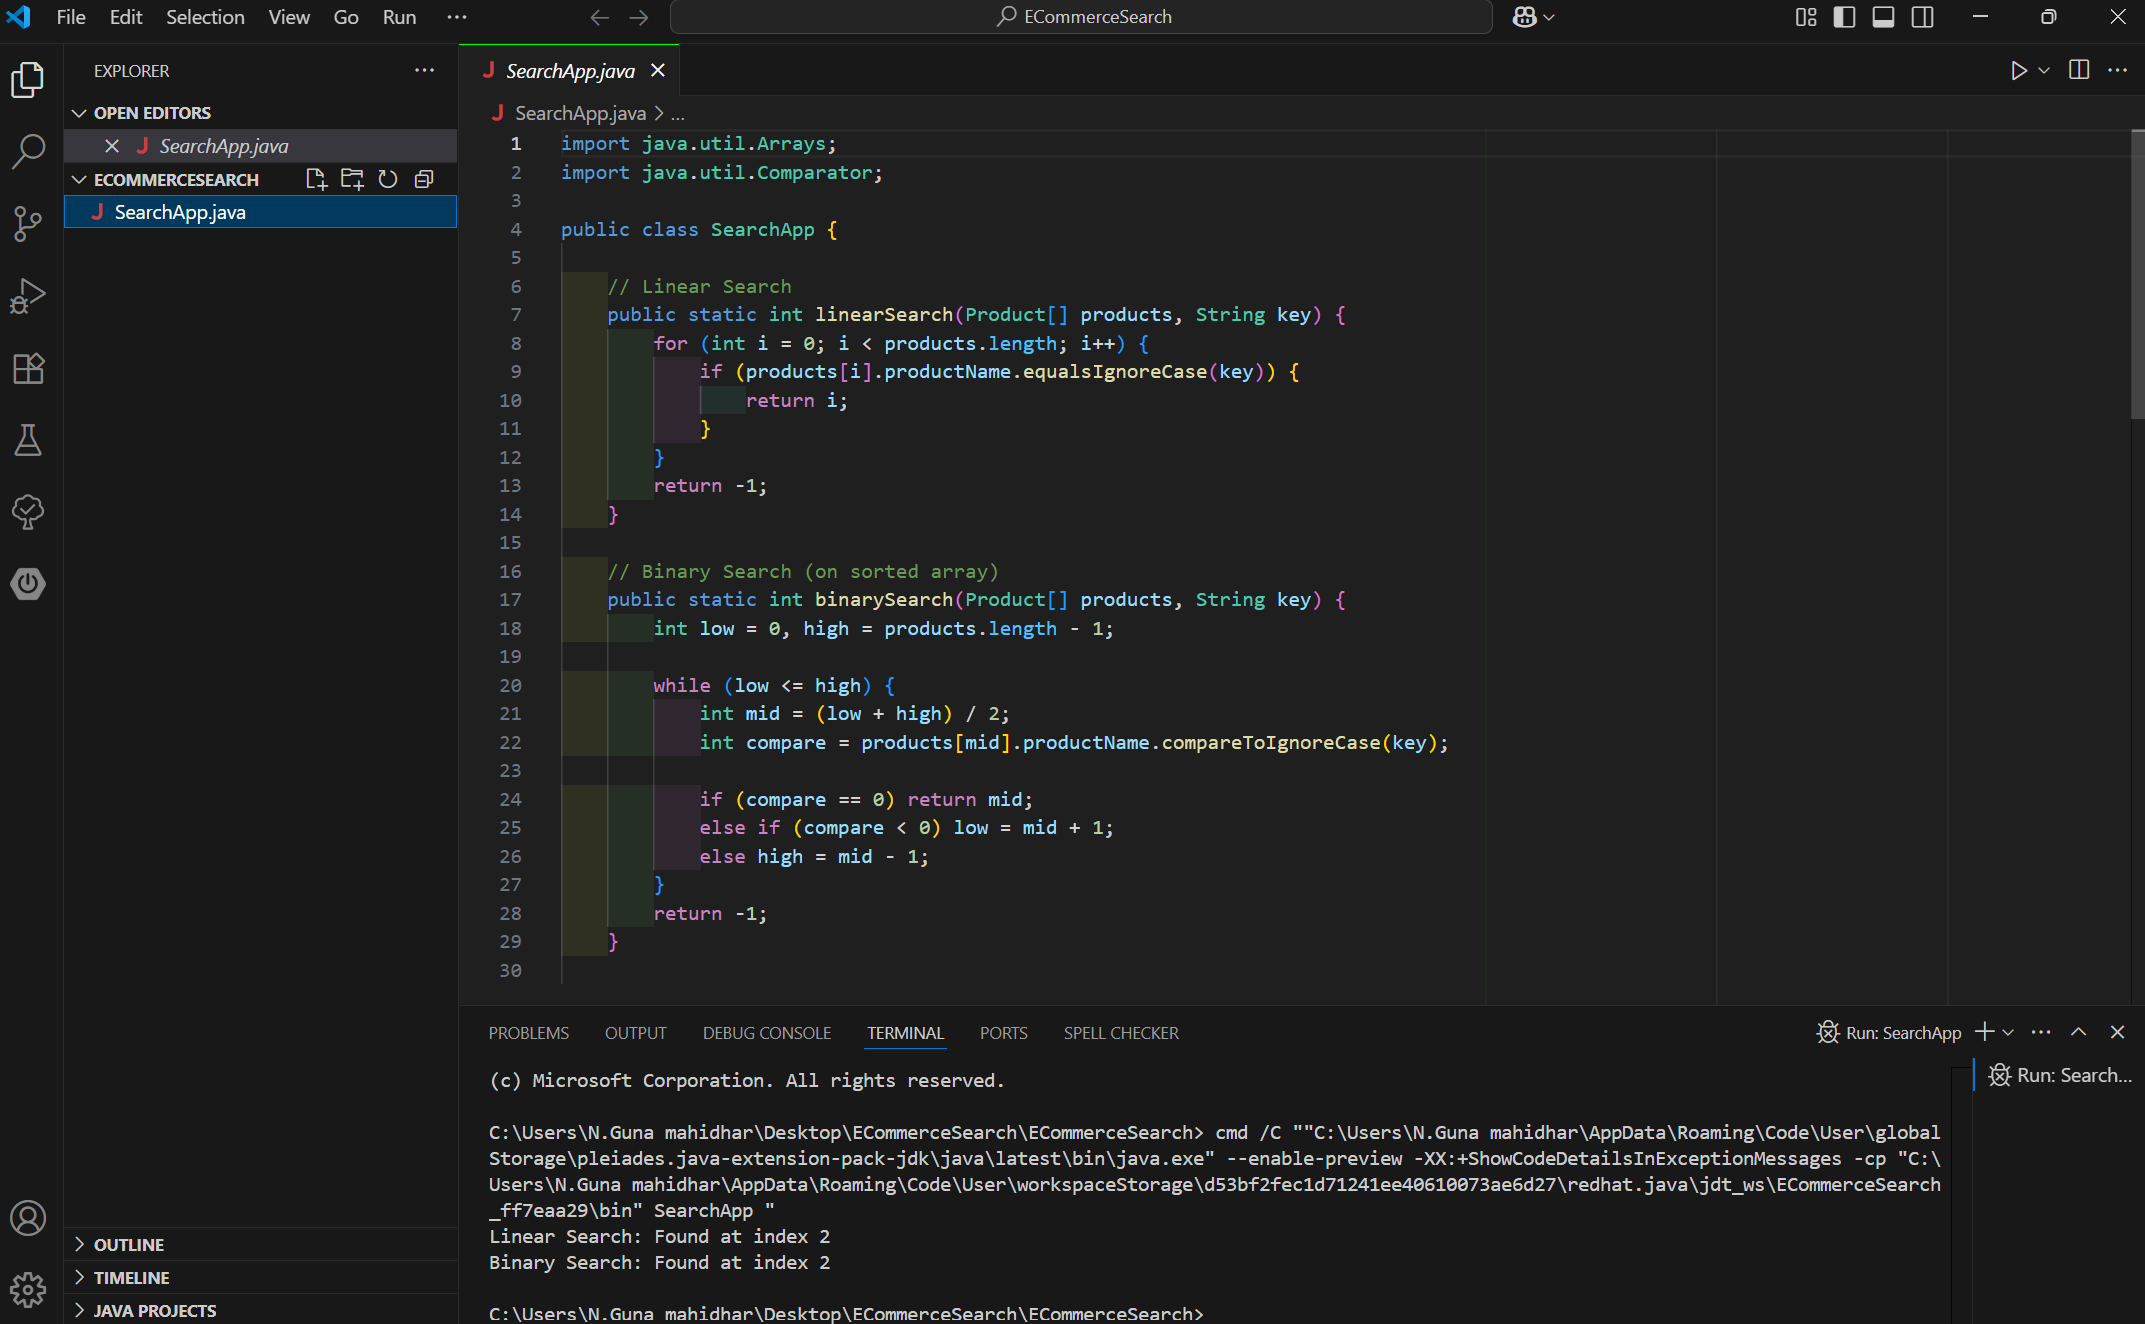 File Edit Selection View Go Run ...
ECommerceSearch
EXPLORER
OPEN EDITORS
SearchApp.java
ECOMMERCESEARCH
SearchApp.java
OUTLINE
TIMELINE
JAVA PROJECTS
SearchApp.java
SearchApp.java > ...
1 import java.util.Arrays;
2 import java.util.Comparator;
3
4 public class SearchApp {
5
6 // Linear Search
7 public static int linearSearch(Product[] products, String key) {
8 for (int i = 0; i < products.length; i++) {
9 if (products[i].productName.equalsIgnoreCase(key)) {
10 return i;
11 }
12 }
13 return -1;
14 }
15
16 // Binary Search (on sorted array)
17 public static int binarySearch(Product[] products, String key) {
18 int low = 0, high = products.length - 1;
19
20 while (low <= high) {
21 int mid = (low + high) / 2;
22 int compare = products[mid].productName.compareToIgnoreCase(key);
23
24 if (compare == 0) return mid;
25 else if (compare < 0) low = mid + 1;
26 else high = mid - 1;
27 }
28 return -1;
29 }
30
PROBLEMS OUTPUT DEBUG CONSOLE TERMINAL PORTS SPELL CHECKER
Run: SearchApp
Run: Search...
(c) Microsoft Corporation. All rights reserved.
C:\Users\N.Guna mahidhar\Desktop\ECommerceSearch\ECommerceSearch> cmd /C ""C:\Users\N.Guna mahidhar\AppData\Roaming\Code\User\global
Storage\pleiades.java-extension-pack-jdk\java\latest\bin\java.exe" --enable-preview -XX:+ShowCodeDetailsInExceptionMessages -cp "C:\
Users\N.Guna mahidhar\AppData\Roaming\Code\User\workspaceStorage\d53bf2fec1d71241ee40610073ae6d27\redhat.java\jdt_ws\ECommerceSearch
_ff7eaa29\bin" SearchApp "
Linear Search: Found at index 2
Binary Search: Found at index 2
C:\Users\N.Guna mahidhar\Desktop\ECommerceSearch\ECommerceSearch>